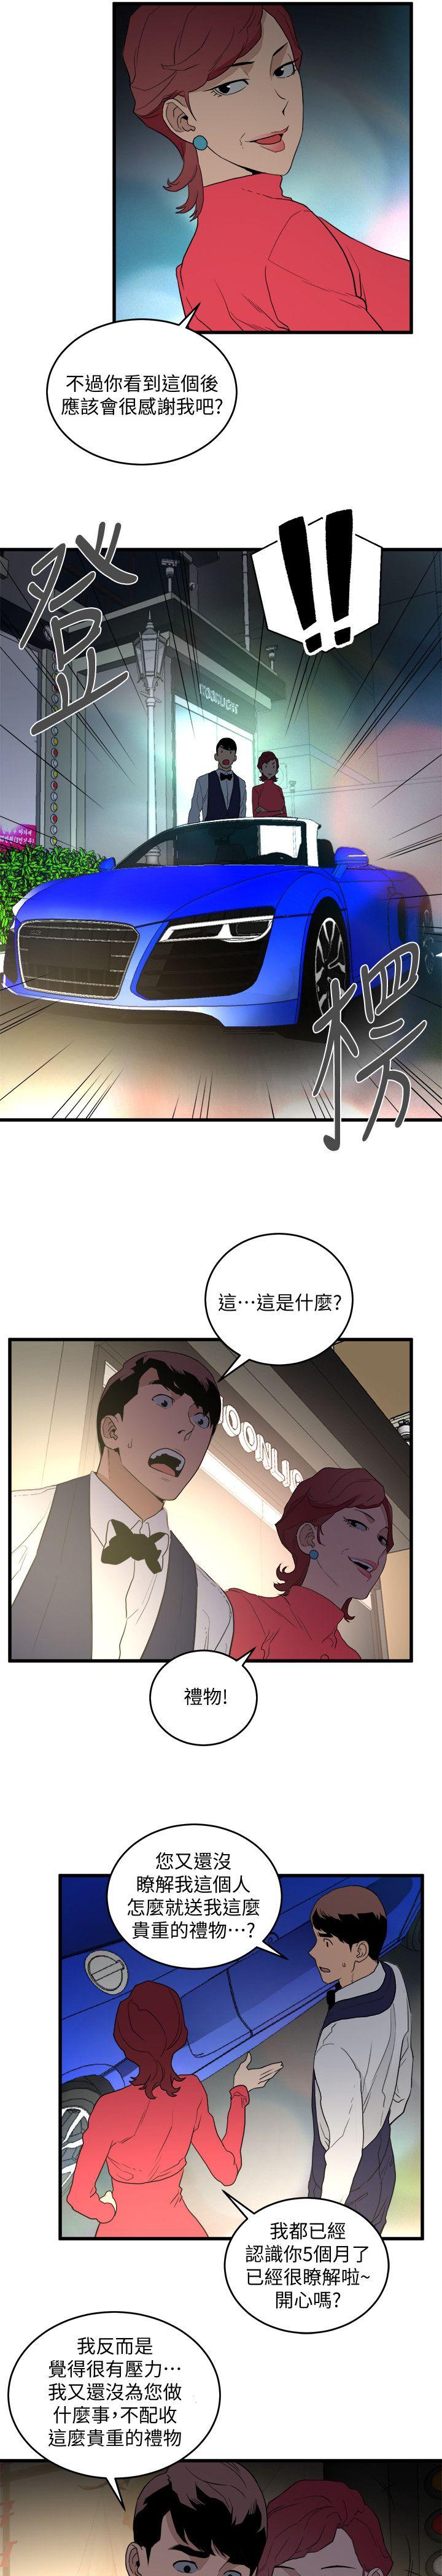 不過你看到這個後
應該會很感謝我吧?
登
!!
MOONLIGHT
愣
這…這是什麼?
OONLIG
禮物!
您又還沒
瞭解我這個人
怎麼就送我這麼
貴重的禮物…?
我都已經
認識你5個月了
已經很瞭解啦~
開心嗎?
我反而是
覺得很有壓力…
我又還沒為您做
什麼事,不配收
這麼貴重的禮物